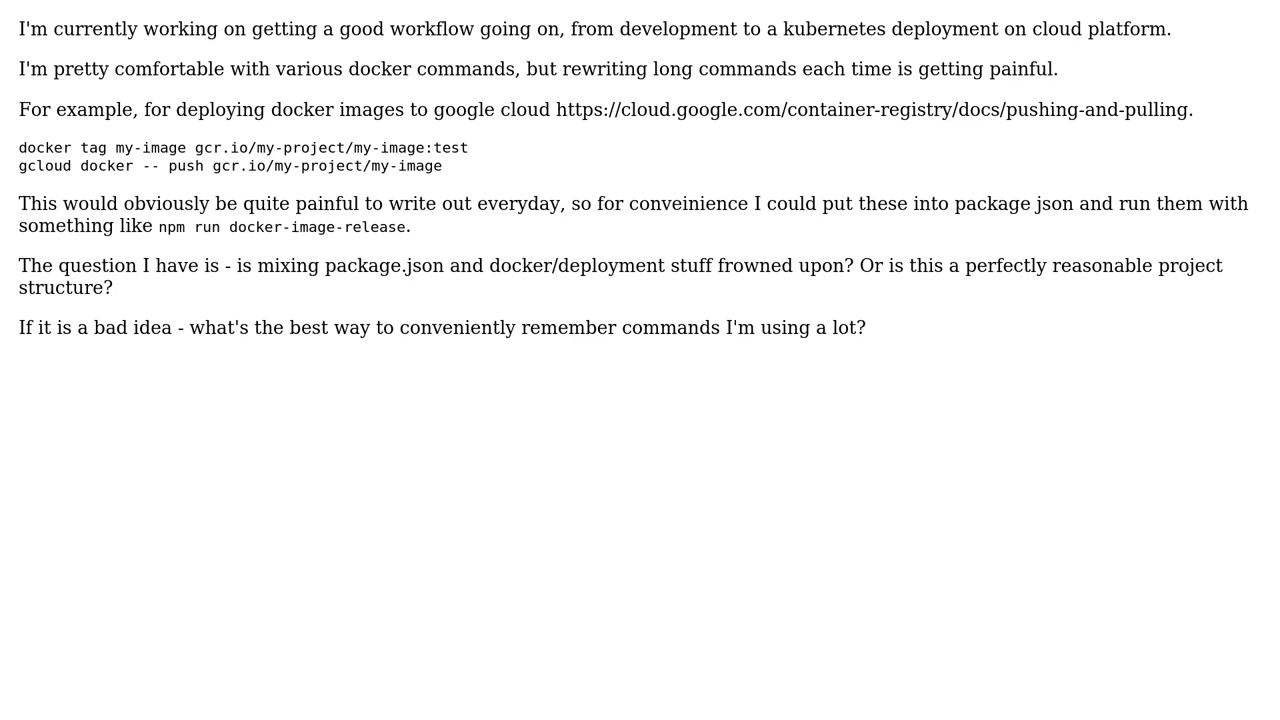 I'm currently working on getting a good workflow going on, from development to a kubernetes deployment on cloud platform.
I'm pretty comfortable with various docker commands, but rewriting long commands each time is getting painful.
For example, for deploying docker images to google cloud https://cloud.google.com/container-registry/docs/pushing-and-pulling.
docker tag my-image gcr.io/my-project/my-image:test
gcloud docker -- push gcr.io/my-project/my-image
This would obviously be quite painful to write out everyday, so for conveinience I could put these into package json and run them with
something like npm run docker-image-release.
The question I have is - is mixing package.json and docker/deployment stuff frowned upon? Or is this a perfectly reasonable project
structure?
If it is a bad idea - what's the best way to conveniently remember commands I'm using a lot?